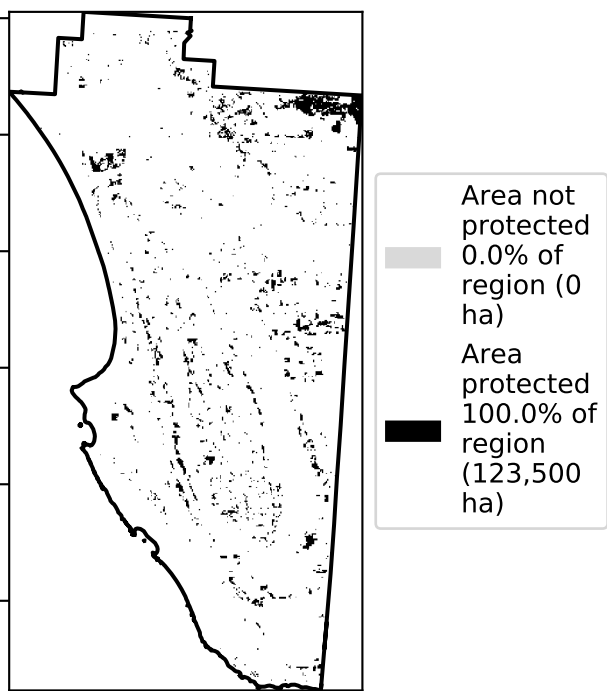 Area not
protected
0.0% of
region (0
ha)
Area
protected
100.0% of
region
(123,500
ha)